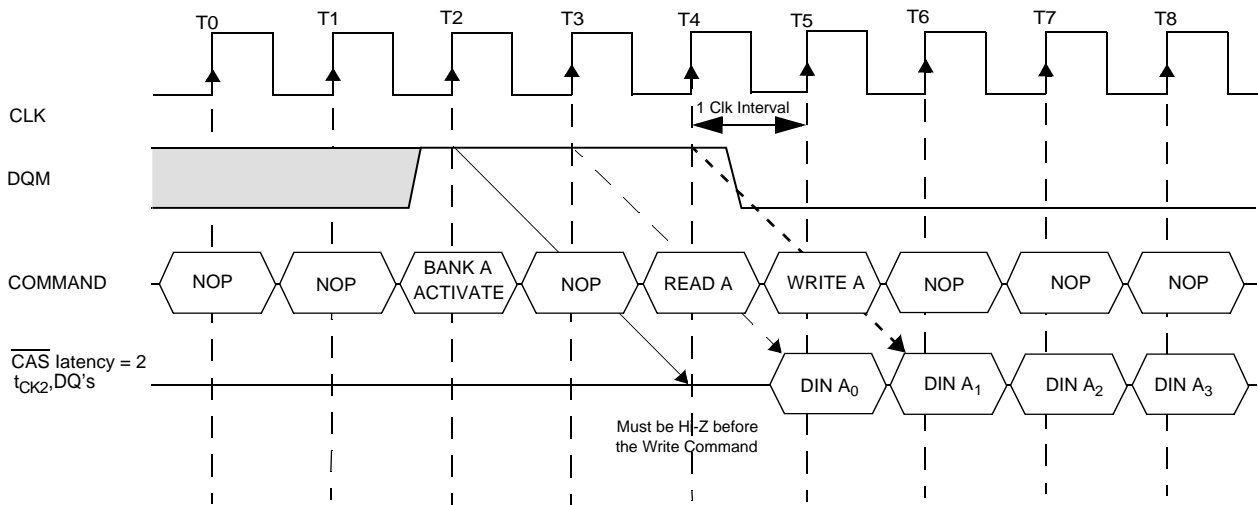 T0 T1 T2 T3 T4 T5 T6 T7 T8
1 Clk Interval
CLK
DQM
COMMAND NOP NOP BANK A ACTIVATE NOP READ A WRITE A NOP NOP NOP
CAS latency = 2
tCK2,DQ's DIN A0 DIN A1 DIN A2 DIN A3
Must be Hi-Z before
the Write Command